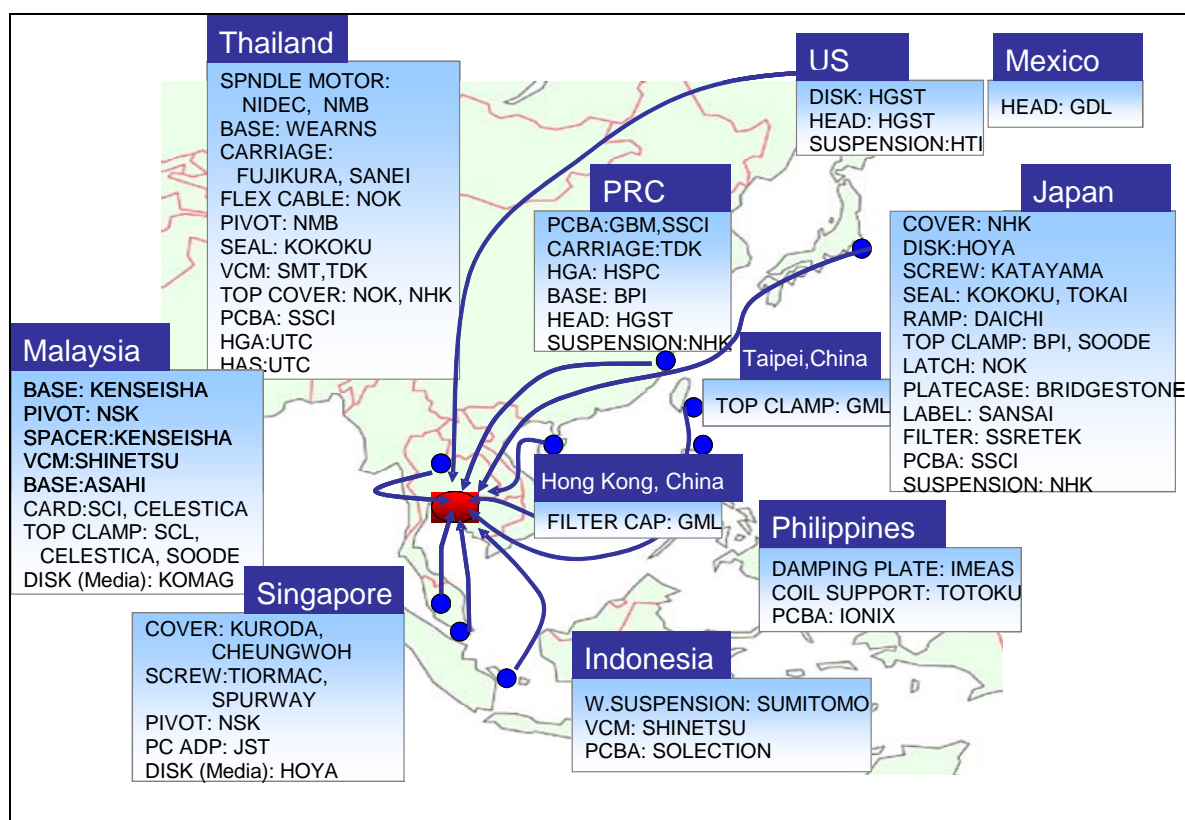 Thailand
SPNDLE MOTOR:
NIDEC, NMB
BASE: WEARNS
CARRIAGE:
FUJIKURA, SANEI
FLEX CABLE: NOK
PIVOT: NMB
SEAL: KOKOKU
VCM: SMT,TDK
TOP COVER: NOK, NHK
PCBA: SSCI
HGA:UTC
HAS:UTC
US
DISK: HGST
HEAD: HGST
SUSPENSION:HTI
Mexico
HEAD: GDL
PRC
PCBA:GBM,SSCI
CARRIAGE:TDK
HGA: HSPC
BASE: BPI
HEAD: HGST
SUSPENSION:NHK
Japan
COVER: NHK
DISK:HOYA
SCREW: KATAYAMA
SEAL: KOKOKU, TOKAI
RAMP: DAICHI
TOP CLAMP: BPI, SOODE
LATCH: NOK
PLATECASE: BRIDGESTONE
LABEL: SANSAI
FILTER: SSRETEK
PCBA: SSCI
SUSPENSION: NHK
Malaysia
BASE: KENSEISHA
PIVOT: NSK
SPACER:KENSEISHA
VCM:SHINETSU
BASE:ASAHI
CARD:SCI, CELESTICA
TOP CLAMP: SCL,
CELESTICA, SOODE
DISK (Media): KOMAG
Taipei,China
TOP CLAMP: GML
Hong Kong, China
FILTER CAP: GML
Philippines
DAMPING PLATE: IMEAS
COIL SUPPORT: TOTOKU
PCBA: IONIX
Singapore
COVER: KURODA,
CHEUNGWOH
SCREW:TIORMAC,
SPURWAY
PIVOT: NSK
PC ADP: JST
DISK (Media): HOYA
Indonesia
W.SUSPENSION: SUMITOMO
VCM: SHINETSU
PCBA: SOLECTION